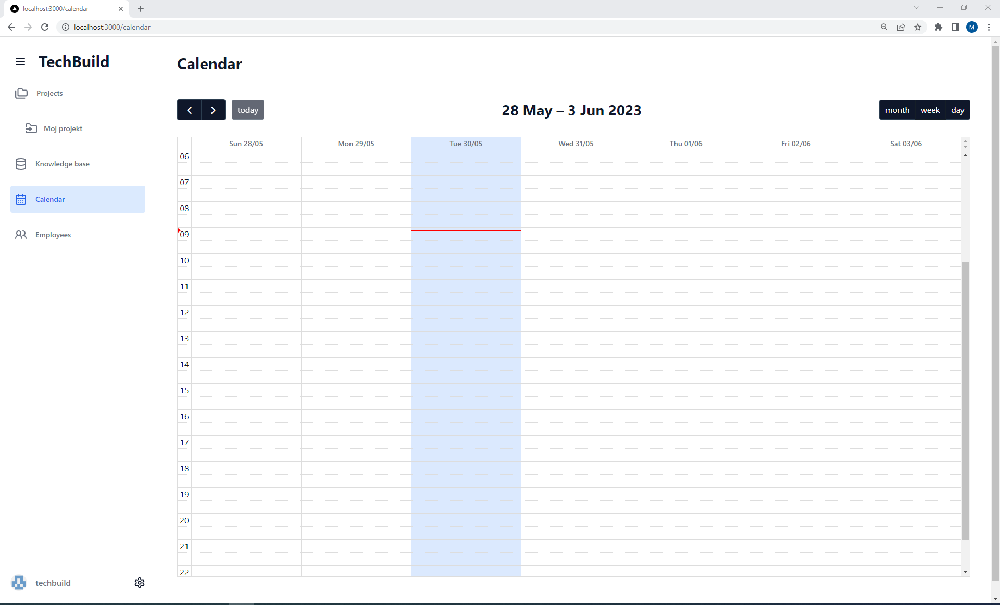 localhost:3000/calendar
localhost:3000/calendar
M
TechBuild
Projects
Moj projekt
Knowledge base
Calendar
Employees
techbuild
Calendar
today
28 May – 3 Jun 2023
month week day
Sun 28/05 Mon 29/05 Tue 30/05 Wed 31/05 Thu 01/06 Fri 02/06 Sat 03/06
06
07
08
09
10
11
12
13
14
15
16
17
18
19
20
21
22